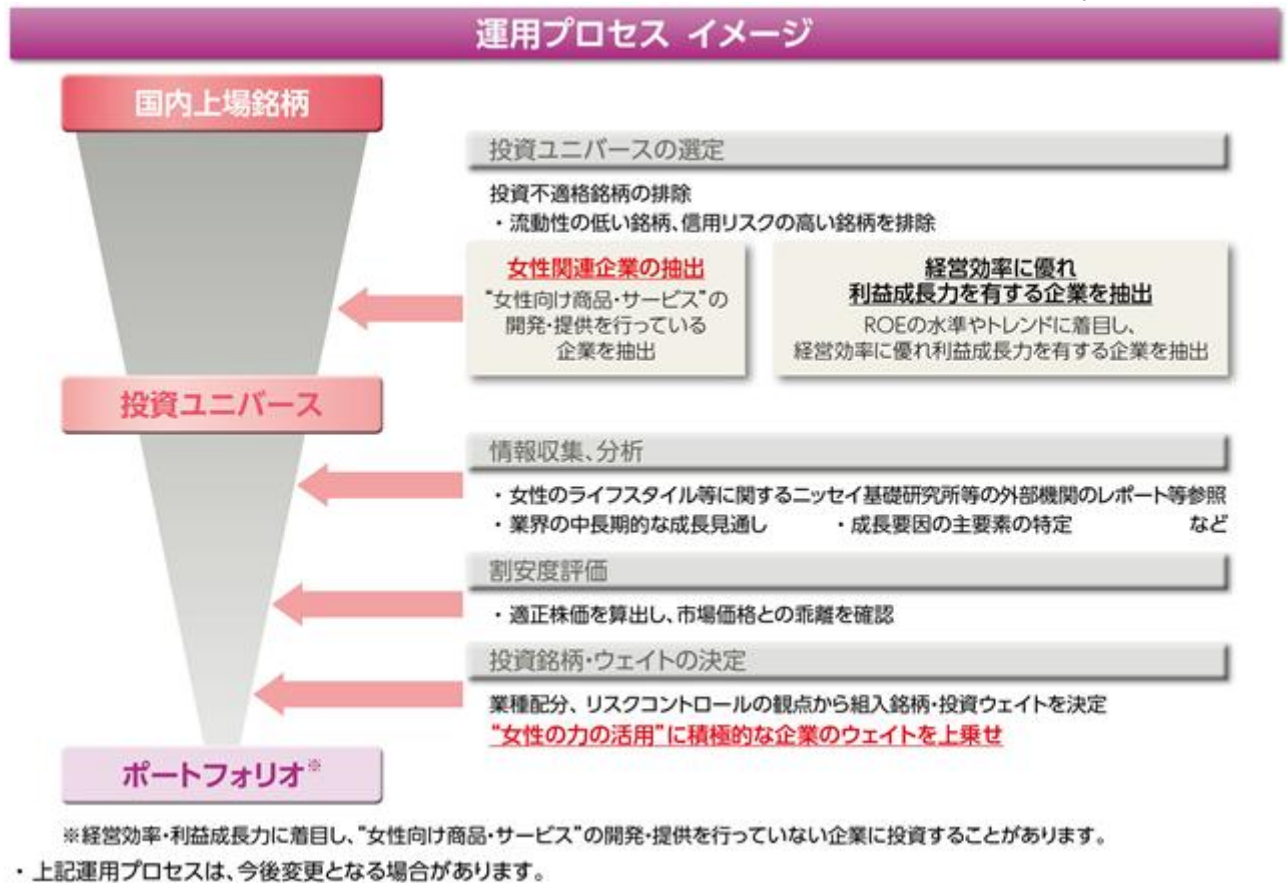 運用プロセス イメージ
国内上場銘柄
投資ユニバースの選定
投資不適格銘柄の排除
・流動性の低い銘柄、信用リスクの高い銘柄を排除
女性関連企業の抽出
“女性向け商品・サービス”の
開発・提供を行っている
企業を抽出
経営効率に優れ
利益成長力を有する企業を抽出
ROEの水準やトレンドに着目し、
経営効率に優れ利益成長力を有する企業を抽出
投資ユニバース
情報収集、分析
・女性のライフスタイル等に関するニッセイ基礎研究所等の外部機関のレポート等参照
・業界の中長期的な成長見通し ・成長要因の主要素の特定 など
割安度評価
・適正株価を算出し、市場価格との乖離を確認
投資銘柄・ウェイトの決定
業種配分、リスクコントロールの観点から組入銘柄・投資ウェイトを決定
“女性の力の活用”に積極的な企業のウェイトを上乗せ
ポートフォリオ※
※経営効率・利益成長力に着目し、“女性向け商品・サービス”の開発・提供を行っていない企業に投資することがあります。
・上記運用プロセスは、今後変更となる場合があります。